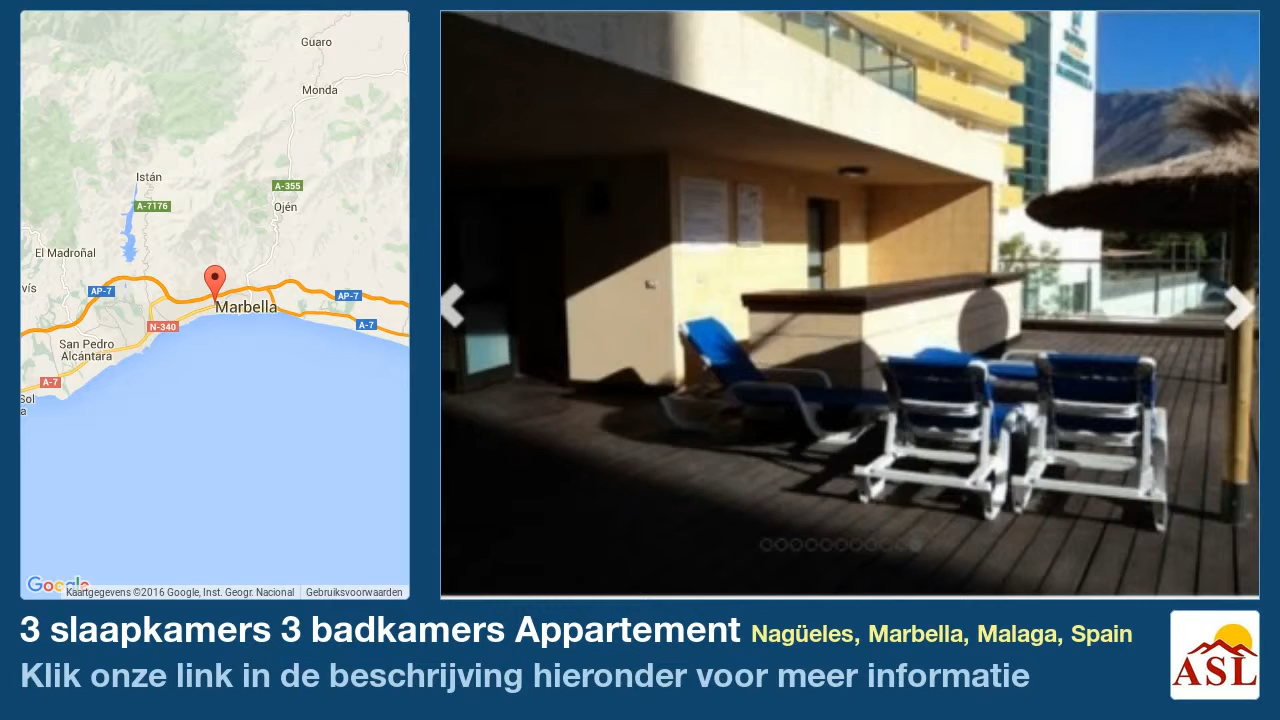 Guaro
Monda
Istán
A-355
A-7176
Ojén
El Madroñal
vís
AP-7
AP-7
Marbella
N-340
A-7
San Pedro
Alcántara
A-7
Sol
a
Google
Kaartgegevens ©2016 Google, Inst. Geogr. Nacional
Gebruiksvoorwaarden
3 slaapkamers 3 badkamers Appartement Nagüeles, Marbella, Malaga, Spain
Klik onze link in de beschrijving hieronder voor meer informatie
ASL